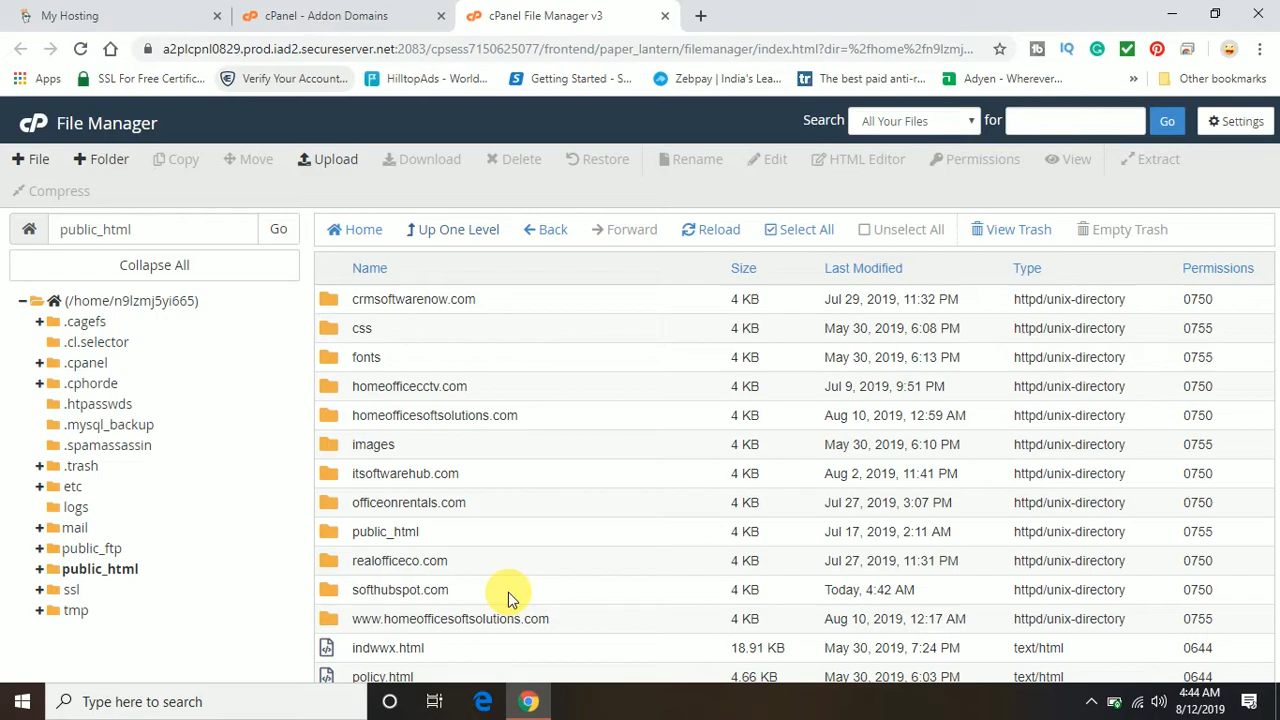 My Hosting
cPanel - Addon Domains
cPanel File Manager v3
a2plcpnl0829.prod.iad2.secureserver.net:2083/cpsess7150625077/frontend/paper_lantern/filemanager/index.html?dir=%2fhome%2fn9lzmj...
Apps
SSL For Free Certific...
Verify Your Account...
HilltopAds - World...
Getting Started - S...
Zebpay | India's Lea...
The best paid anti-r...
Adyen - Wherever...
»
Other bookmarks
cP File Manager
Search All Your Files for Go Settings
+ File + Folder Copy Move Upload Download Delete Restore Rename Edit HTML Editor Permissions View Extract
Compress
public_html Go
Home Up One Level Back Forward Reload Select All Unselect All View Trash Empty Trash
Collapse All
(/home/n9lzmj5yi665)
.cagefs
.cl.selector
.cpanel
.cphorde
.htpasswds
.mysql_backup
.spamassassin
.trash
etc
logs
mail
public_ftp
public_html
ssl
tmp
Name Size Last Modified Type Permissions
crmsoftwarenow.com 4 KB Jul 29, 2019, 11:32 PM httpd/unix-directory 0750
css 4 KB May 30, 2019, 6:08 PM httpd/unix-directory 0755
fonts 4 KB May 30, 2019, 6:13 PM httpd/unix-directory 0755
homeofficecctv.com 4 KB Jul 9, 2019, 9:51 PM httpd/unix-directory 0750
homeofficesoftsolutions.com 4 KB Aug 10, 2019, 12:59 AM httpd/unix-directory 0750
images 4 KB May 30, 2019, 6:10 PM httpd/unix-directory 0755
itsoftwarehub.com 4 KB Aug 2, 2019, 11:41 PM httpd/unix-directory 0750
officeonrentals.com 4 KB Jul 27, 2019, 3:07 PM httpd/unix-directory 0750
public_html 4 KB Jul 17, 2019, 2:11 AM httpd/unix-directory 0755
realofficeco.com 4 KB Jul 27, 2019, 11:31 PM httpd/unix-directory 0750
softhubspot.com 4 KB Today, 4:42 AM httpd/unix-directory 0750
www.homeofficesoftsolutions.com 4 KB Aug 10, 2019, 12:17 AM httpd/unix-directory 0755
indwwx.html 18.91 KB May 30, 2019, 7:24 PM text/html 0644
policy.html 4.66 KB May 30, 2019, 6:03 PM text/html 0644
Type here to search
4:44 AM
8/12/2019